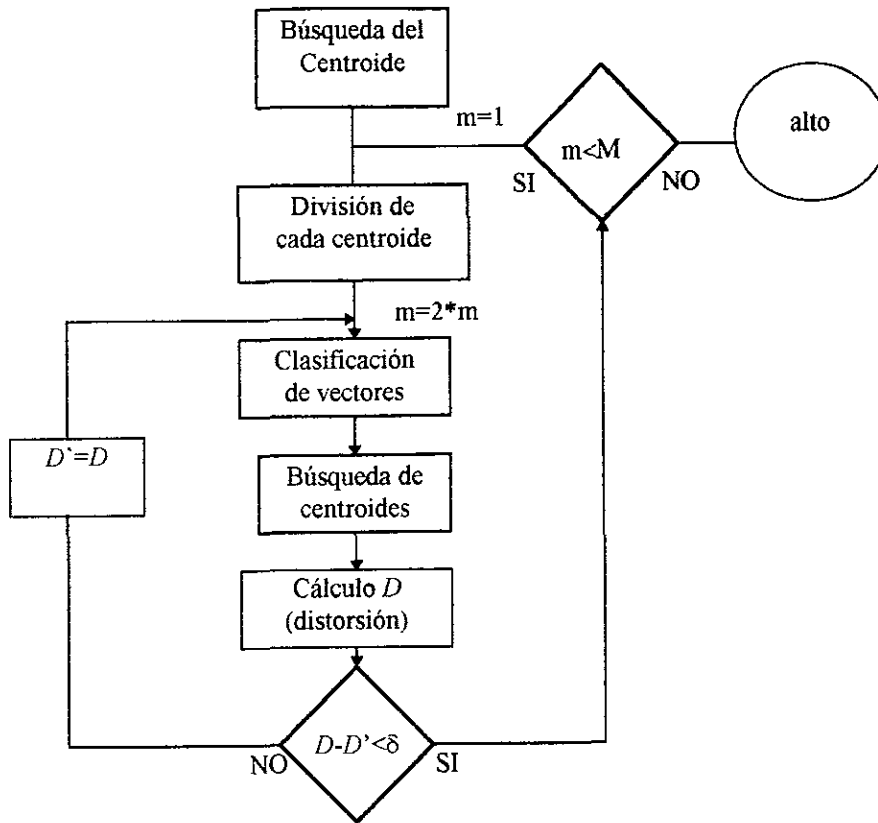 Búsqueda del
Centroide
m=1
m<M
SI
NO
alto
División de
cada centroide
m=2*m
Clasificación
de vectores
D`=D
Búsqueda de
centroides
Cálculo D
(distorsión)
D-D'<δ
NO
SI